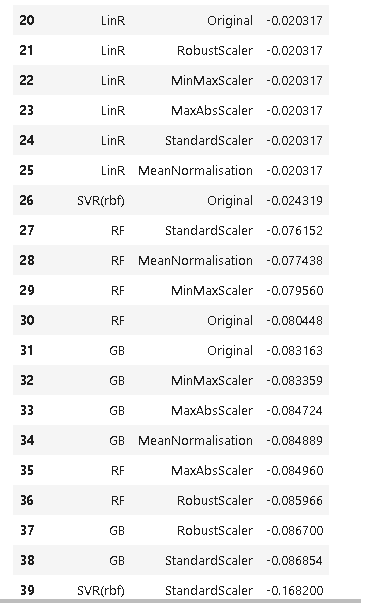 20 LinR Original -0.020317
21 LinR RobustScaler -0.020317
22 LinR MinMaxScaler -0.020317
23 LinR MaxAbsScaler -0.020317
24 LinR StandardScaler -0.020317
25 LinR MeanNormalisation -0.020317
26 SVR(rbf) Original -0.024319
27 RF StandardScaler -0.076152
28 RF MeanNormalisation -0.077438
29 RF MinMaxScaler -0.079560
30 RF Original -0.080448
31 GB Original -0.083163
32 GB MinMaxScaler -0.083359
33 GB MaxAbsScaler -0.084724
34 GB MeanNormalisation -0.084889
35 RF MaxAbsScaler -0.084960
36 RF RobustScaler -0.085966
37 GB RobustScaler -0.086700
38 GB StandardScaler -0.086854
39 SVR(rbf) StandardScaler -0.168200